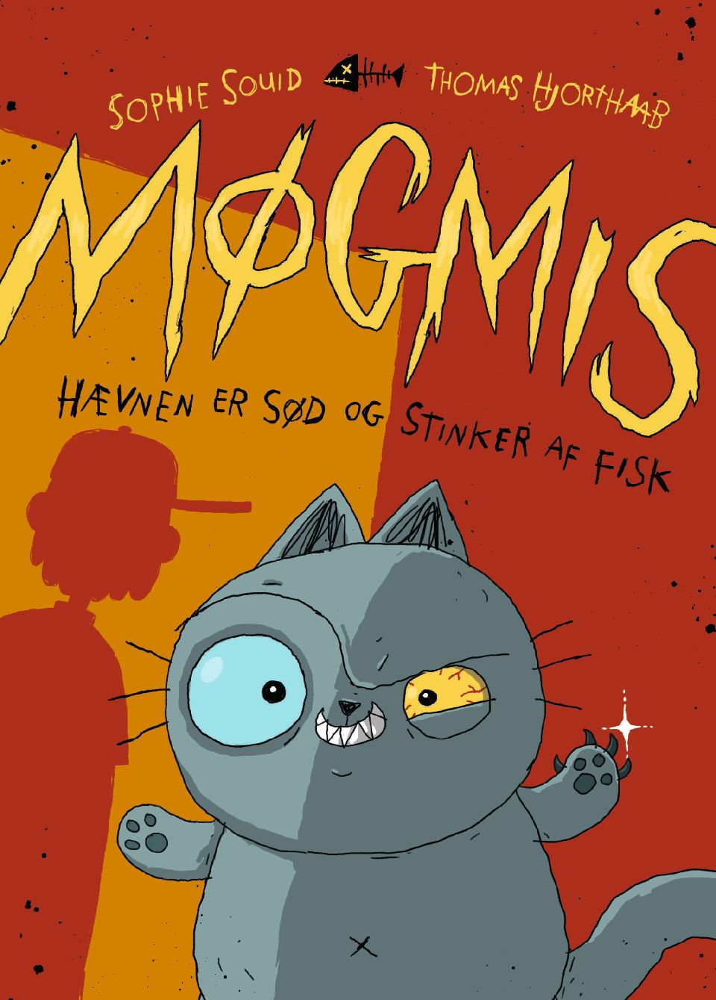 SOPHIE SOUID THOMAS HJORTHAAB
MØGMIS
HÆVNEN ER SØD OG STINKER AF FISK